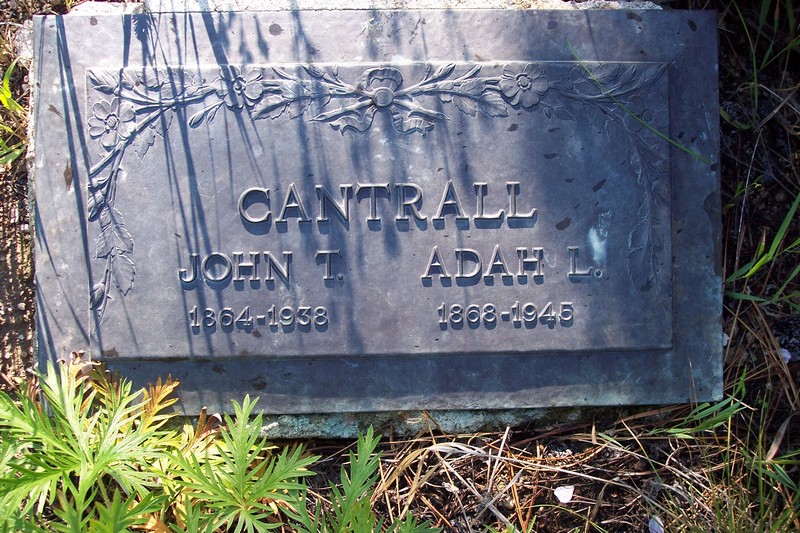 CANTRALL
JOHN T. ADAH L.
1864-1938 1868-1945